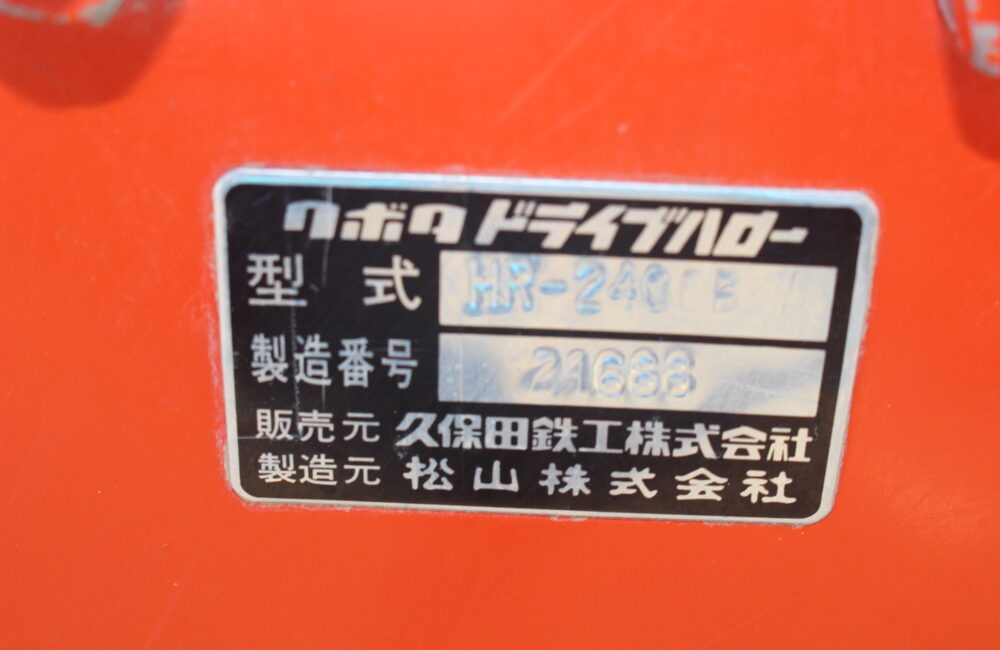 クボタ ドライブハロー
型式 HR-2400B
製造番号
販売元 久保田鉄工株式会社
製造元 松山株式会社